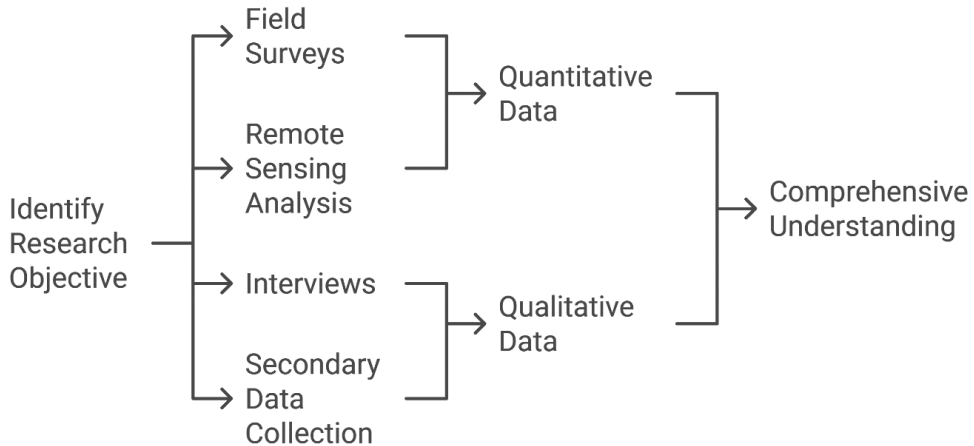 Identify
Research
Objective
Field
Surveys
Remote
Sensing
Analysis
Interviews
Secondary
Data
Collection
Quantitative
Data
Qualitative
Data
Comprehensive
Understanding